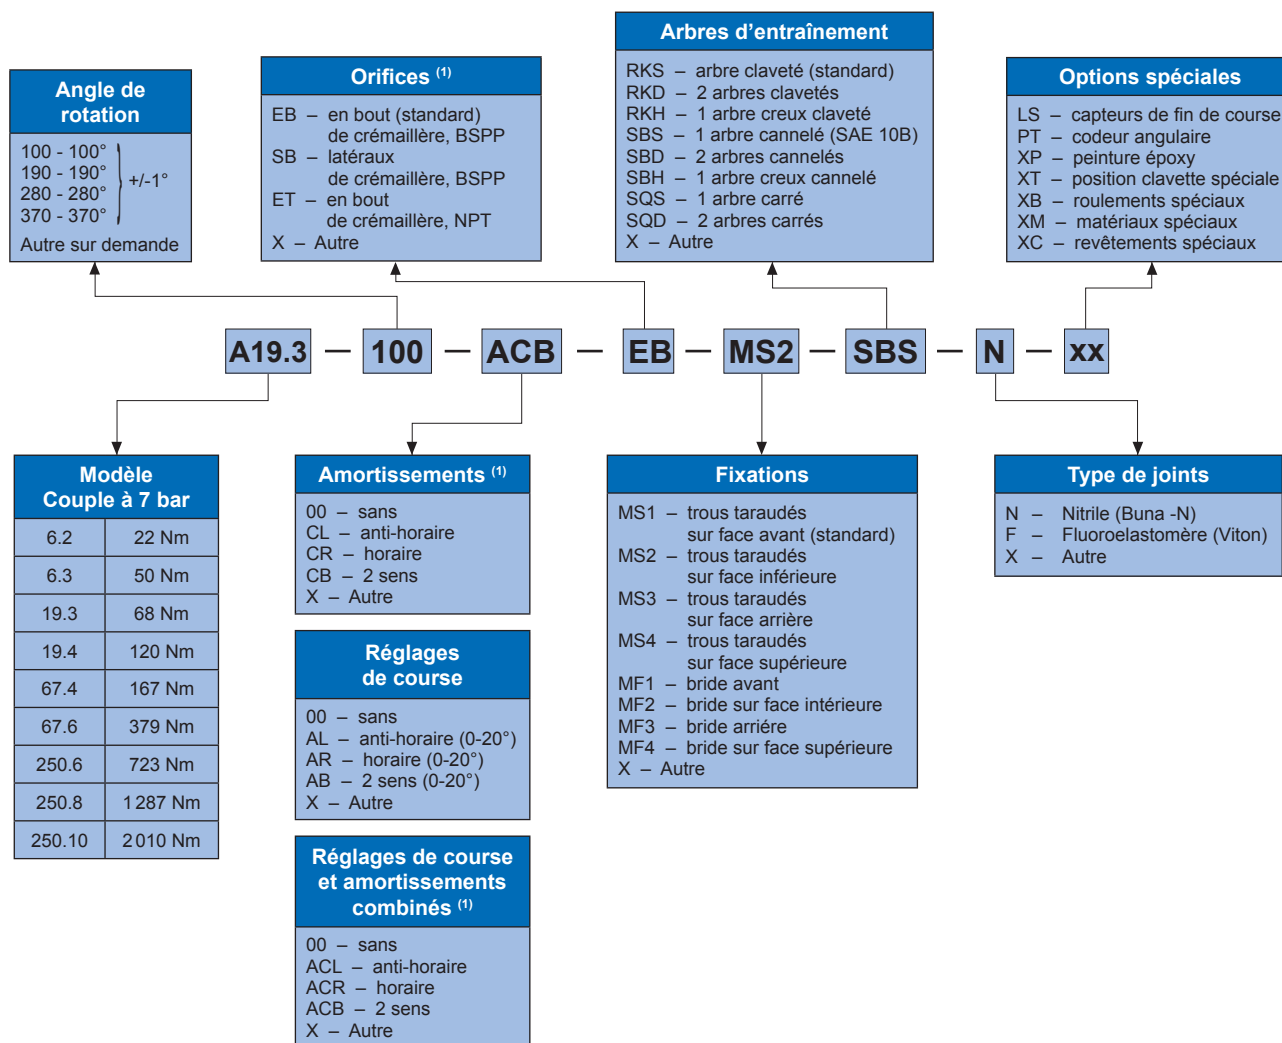 Angle de
rotation
100 - 100°
190 - 190°
280 - 280°
370 - 370°
+/-1°
Autre sur demande
Orifices (1)
EB – en bout (standard)
de crémaillère, BSPP
SB – latéraux
de crémaillère, BSPP
ET – en bout
de crémaillère, NPT
X – Autre
Arbres d'entraînement
RKS – arbre claveté (standard)
RKD – 2 arbres clavetés
RKH – 1 arbre creux claveté
SBS – 1 arbre cannelé (SAE 10B)
SBD – 2 arbres cannelés
SBH – 1 arbre creux cannelé
SQS – 1 arbre carré
SQD – 2 arbres carrés
X – Autre
Options spéciales
LS – capteurs de fin de course
PT – codeur angulaire
XP – peinture époxy
XT – position clavette spéciale
XB – roulements spéciaux
XM – matériaux spéciaux
XC – revêtements spéciaux
A19.3 – 100 – ACB – EB – MS2 – SBS – N – xx
Modèle
Couple à 7 bar
6.2 22 Nm
6.3 50 Nm
19.3 68 Nm
19.4 120 Nm
67.4 167 Nm
67.6 379 Nm
250.6 723 Nm
250.8 1 287 Nm
250.10 2 010 Nm
Amortissements (1)
00 – sans
CL – anti-horaire
CR – horaire
CB – 2 sens
X – Autre
Réglages
de course
00 – sans
AL – anti-horaire (0-20°)
AR – horaire (0-20°)
AB – 2 sens (0-20°)
X – Autre
Réglages de course
et amortissements
combinés (1)
00 – sans
ACL – anti-horaire
ACR – horaire
ACB – 2 sens
X – Autre
Fixations
MS1 – trous taraudés
sur face avant (standard)
MS2 – trous taraudés
sur face inférieure
MS3 – trous taraudés
sur face arrière
MS4 – trous taraudés
sur face supérieure
MF1 – bride avant
MF2 – bride sur face intérieure
MF3 – bride arriére
MF4 – bride sur face supérieure
X – Autre
Type de joints
N – Nitrile (Buna -N)
F – Fluoroelastomère (Viton)
X – Autre